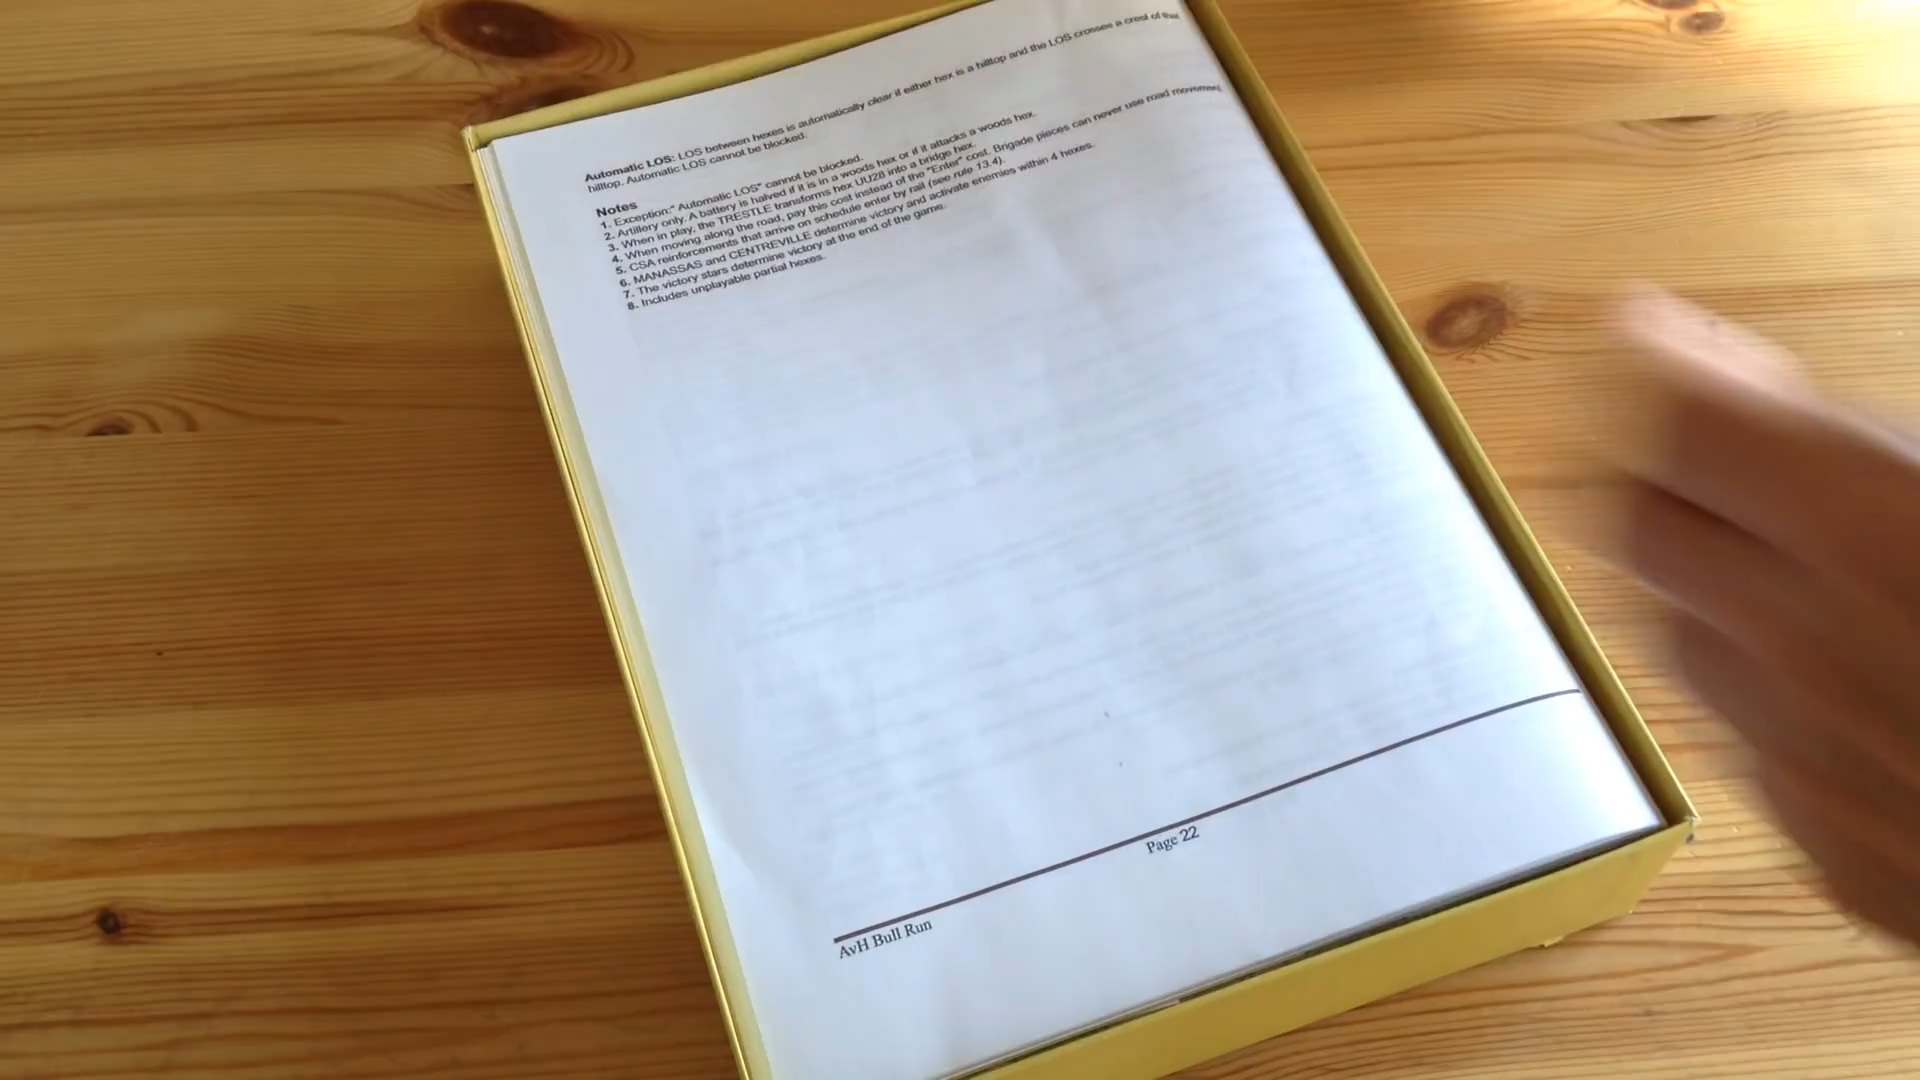 Automatic LOS: LOS between hexes is automatically clear if either hex is a hilltop and the LOS crosses a crest of that
hilltop. Automatic LOS cannot be blocked.
Notes
1. Exception:" Automatic LOS" cannot be blocked.
2. Artillery only. A battery is halved if it is in a woods hex or if it attacks a woods hex.
3. When in play, the TRESTLE transforms hex UU28 into a bridge hex.
4. When moving along the road, pay this cost instead of the "Enter" cost. Brigade pieces can never use road movement
5. CSA reinforcements that arrive on schedule enter by rail (see rule 13.4).
6. MANASSAS and CENTREVILLE determine victory and activate enemies within 4 hexes.
7. The victory stars determine victory at the end of the game.
8. Includes unplayable partial hexes.
Page 22
AvH Bull Run